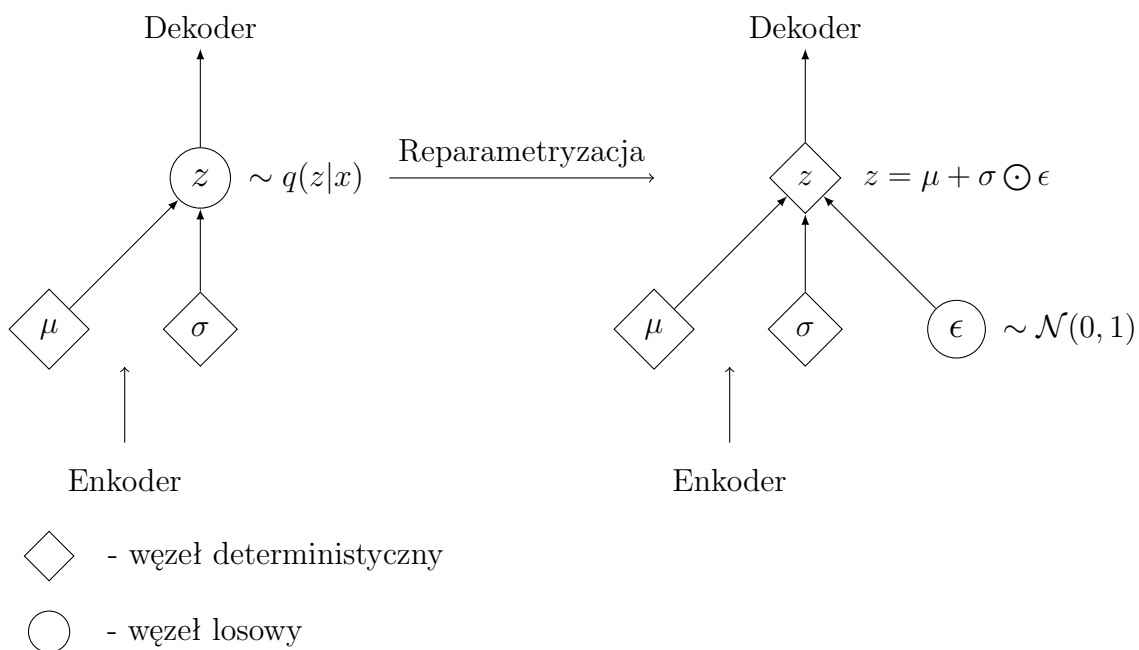 Dekoder Dekoder
z ∼ q(z|x) Reparametryzacja z z = μ + σ ⊙ ϵ
μ σ μ σ ϵ ∼ 𝒩(0, 1)
Enkoder Enkoder
- węzeł deterministyczny
- węzeł losowy